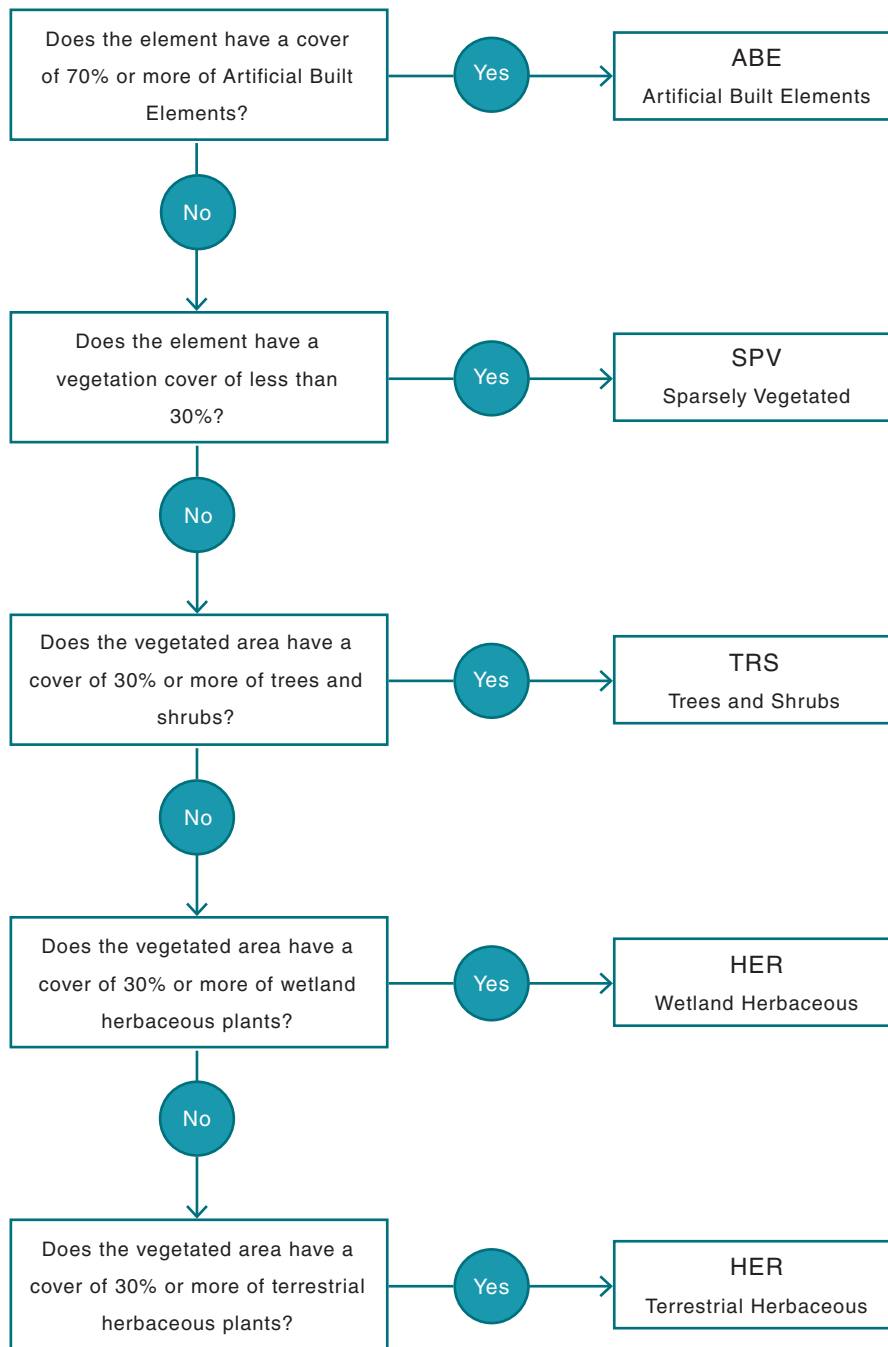 Does the element have a cover
of 70% or more of Artificial Built
Elements?
Yes
ABE
Artificial Built Elements
No
Does the element have a
vegetation cover of less than
30%?
Yes
SPV
Sparsely Vegetated
No
Does the vegetated area have a
cover of 30% or more of trees and
shrubs?
Yes
TRS
Trees and Shrubs
No
Does the vegetated area have a
cover of 30% or more of wetland
herbaceous plants?
Yes
HER
Wetland Herbaceous
No
Does the vegetated area have a
cover of 30% or more of terrestrial
herbaceous plants?
Yes
HER
Terrestrial Herbaceous